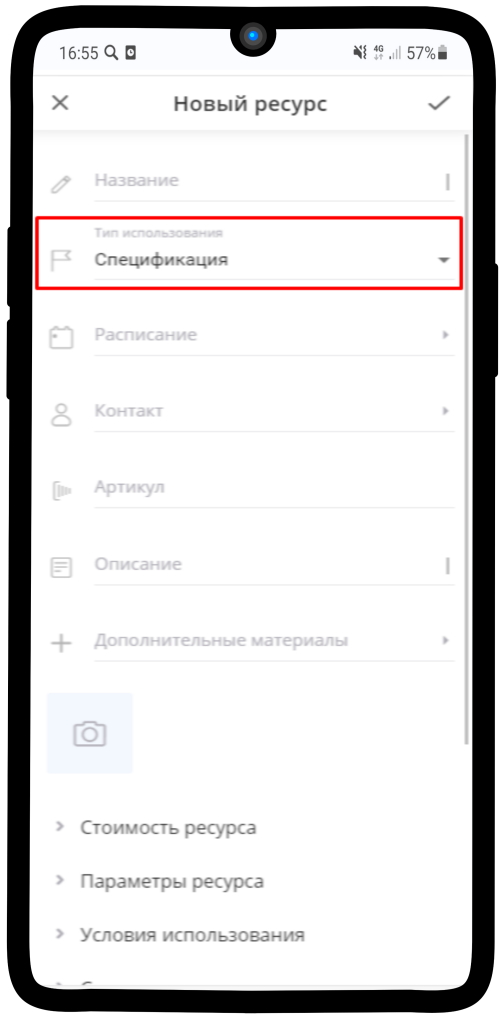 16:55 4G 57%
Новый ресурс
Название
Тип использования
Спецификация
Расписание
Контакт
Артикул
Описание
Дополнительные материалы
Стоимость ресурса
Параметры ресурса
Условия использования